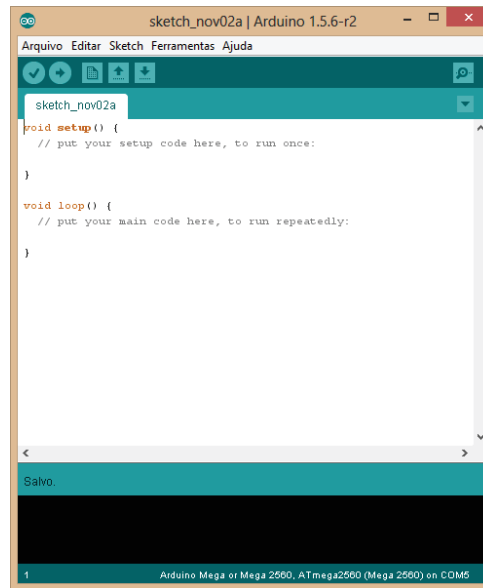 sketch_nov02a | Arduino 1.5.6-r2
Arquivo Editar Sketch Ferramentas Ajuda
sketch_nov02a
void setup() {
  // put your setup code here, to run once:
}
void loop() {
  // put your main code here, to run repeatedly:
}
Salvo.
1 Arduino Mega or Mega 2560, ATmega2560 (Mega 2560) on COM5